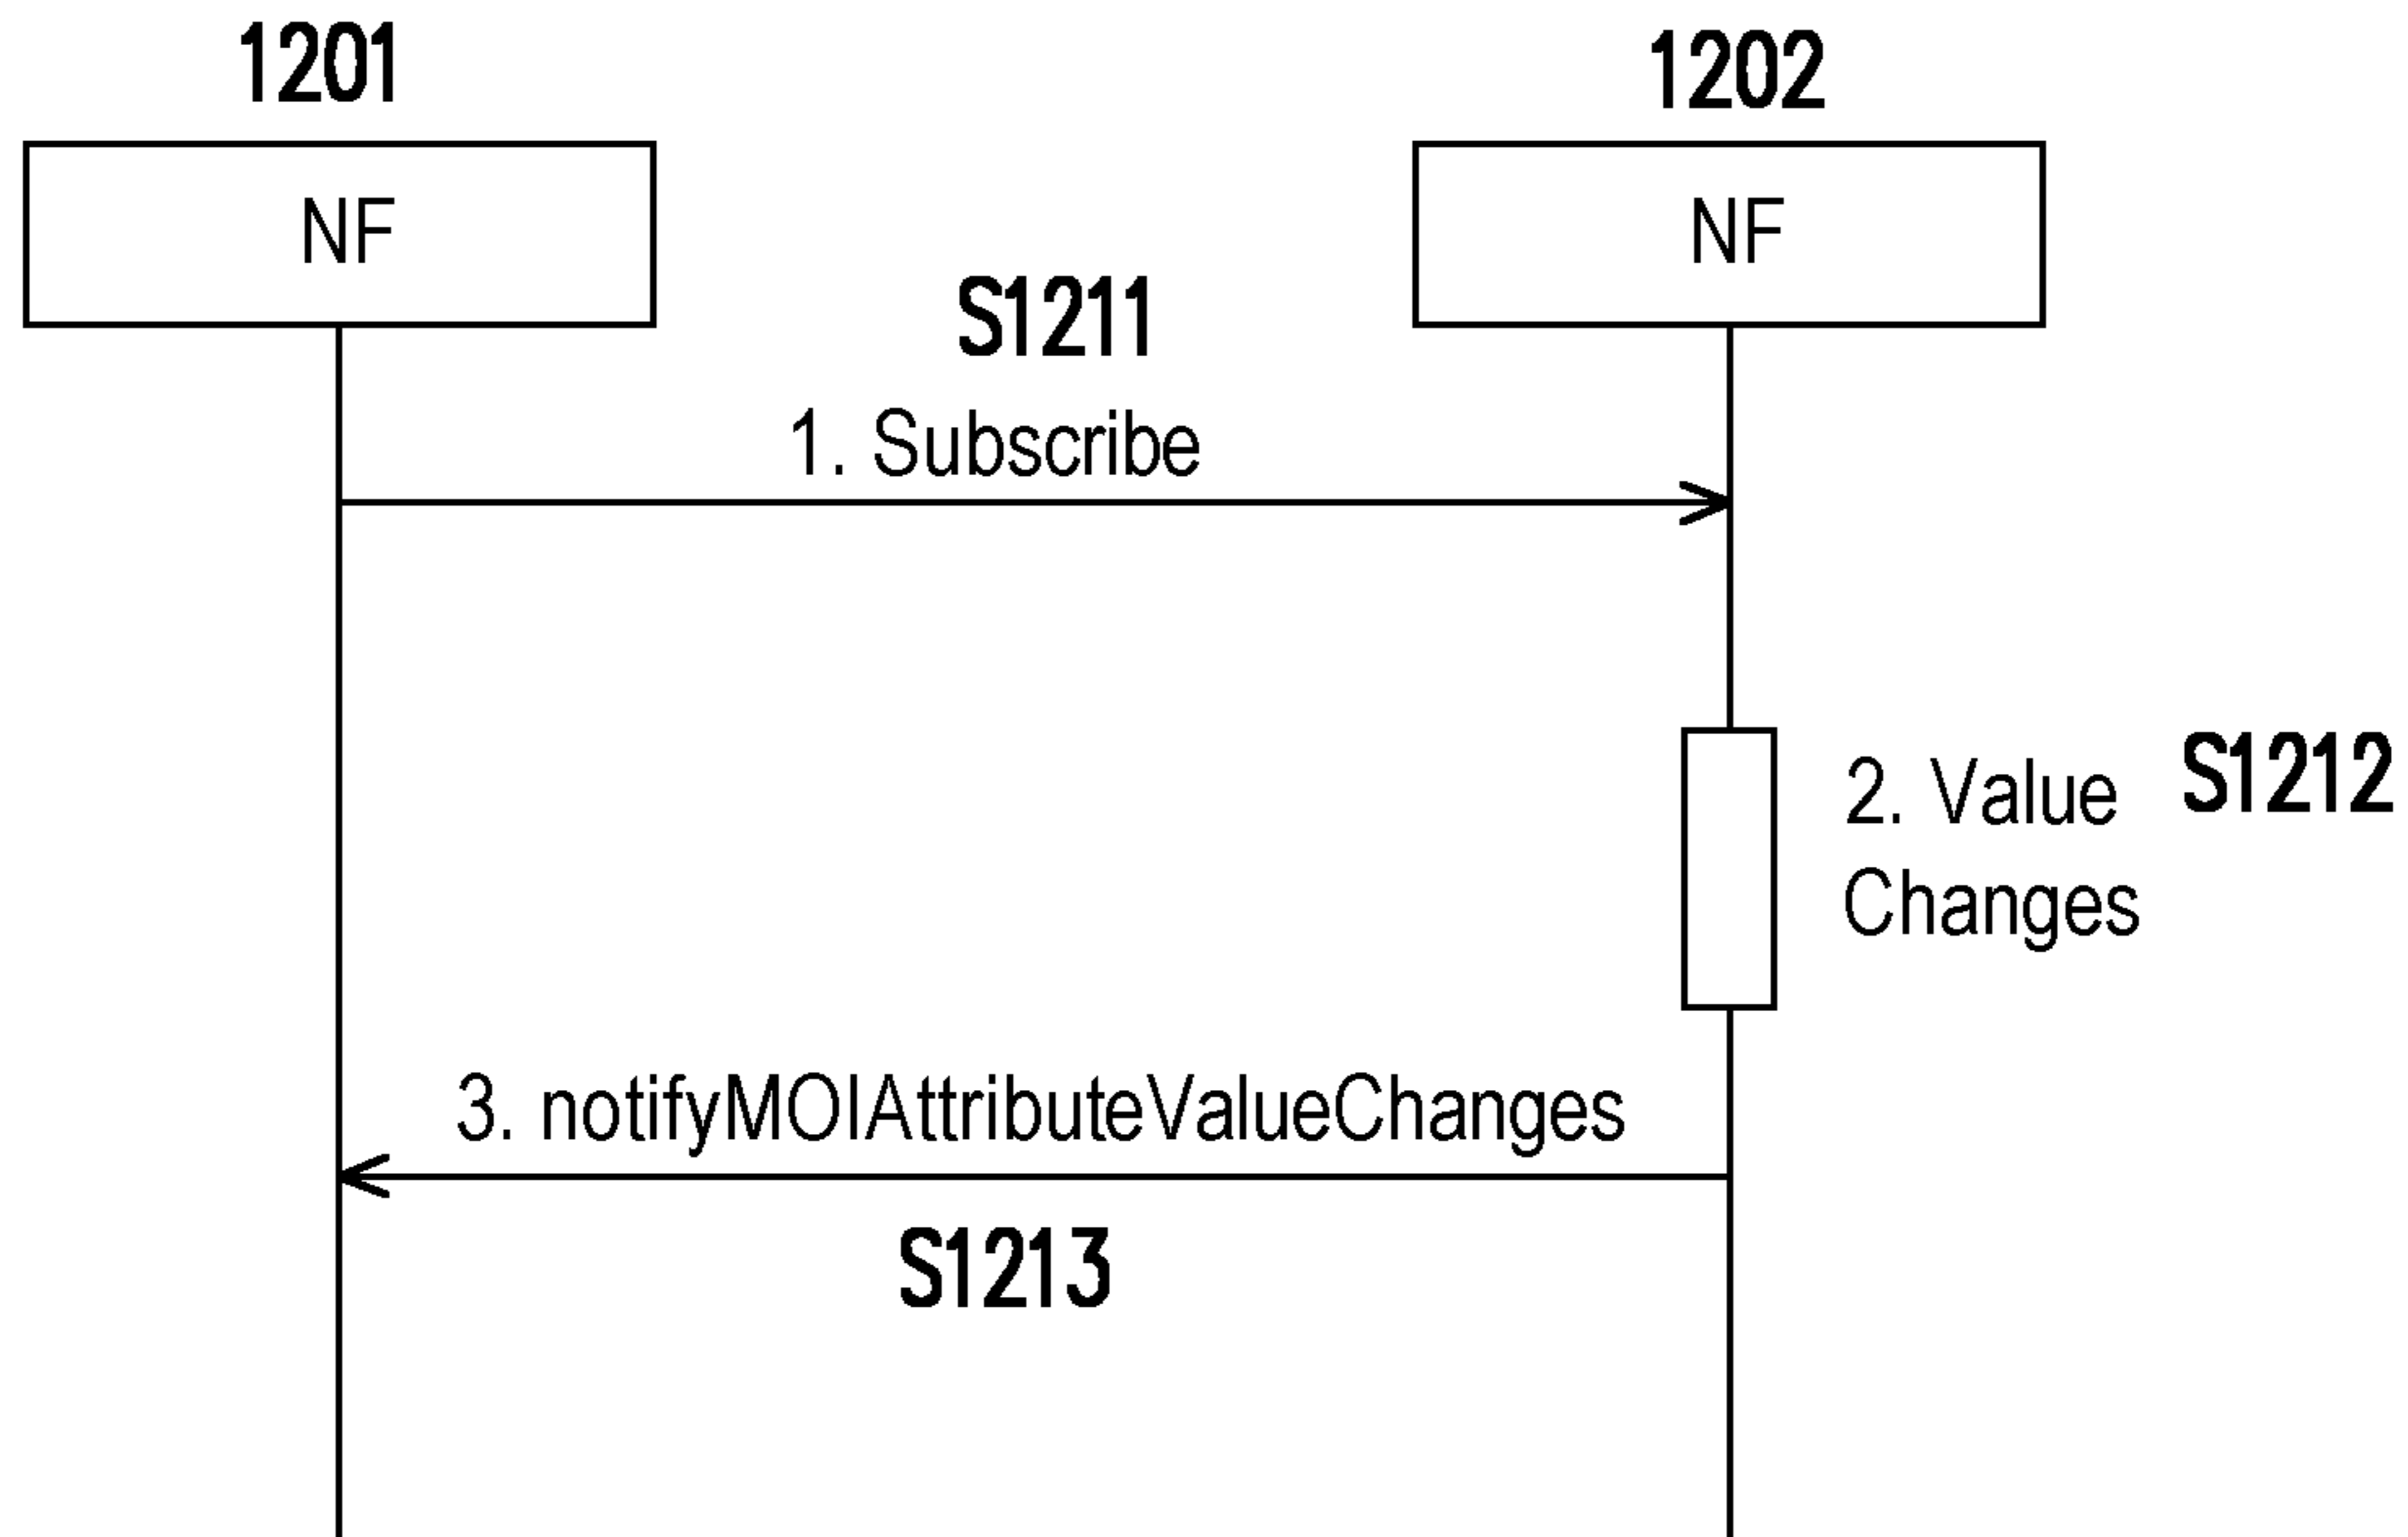 1201
1202
NF
NF
S1211
1. Subscribe
2. Value
S1212
Changes
3. notifyMOIAttributeValueChanges
S1213